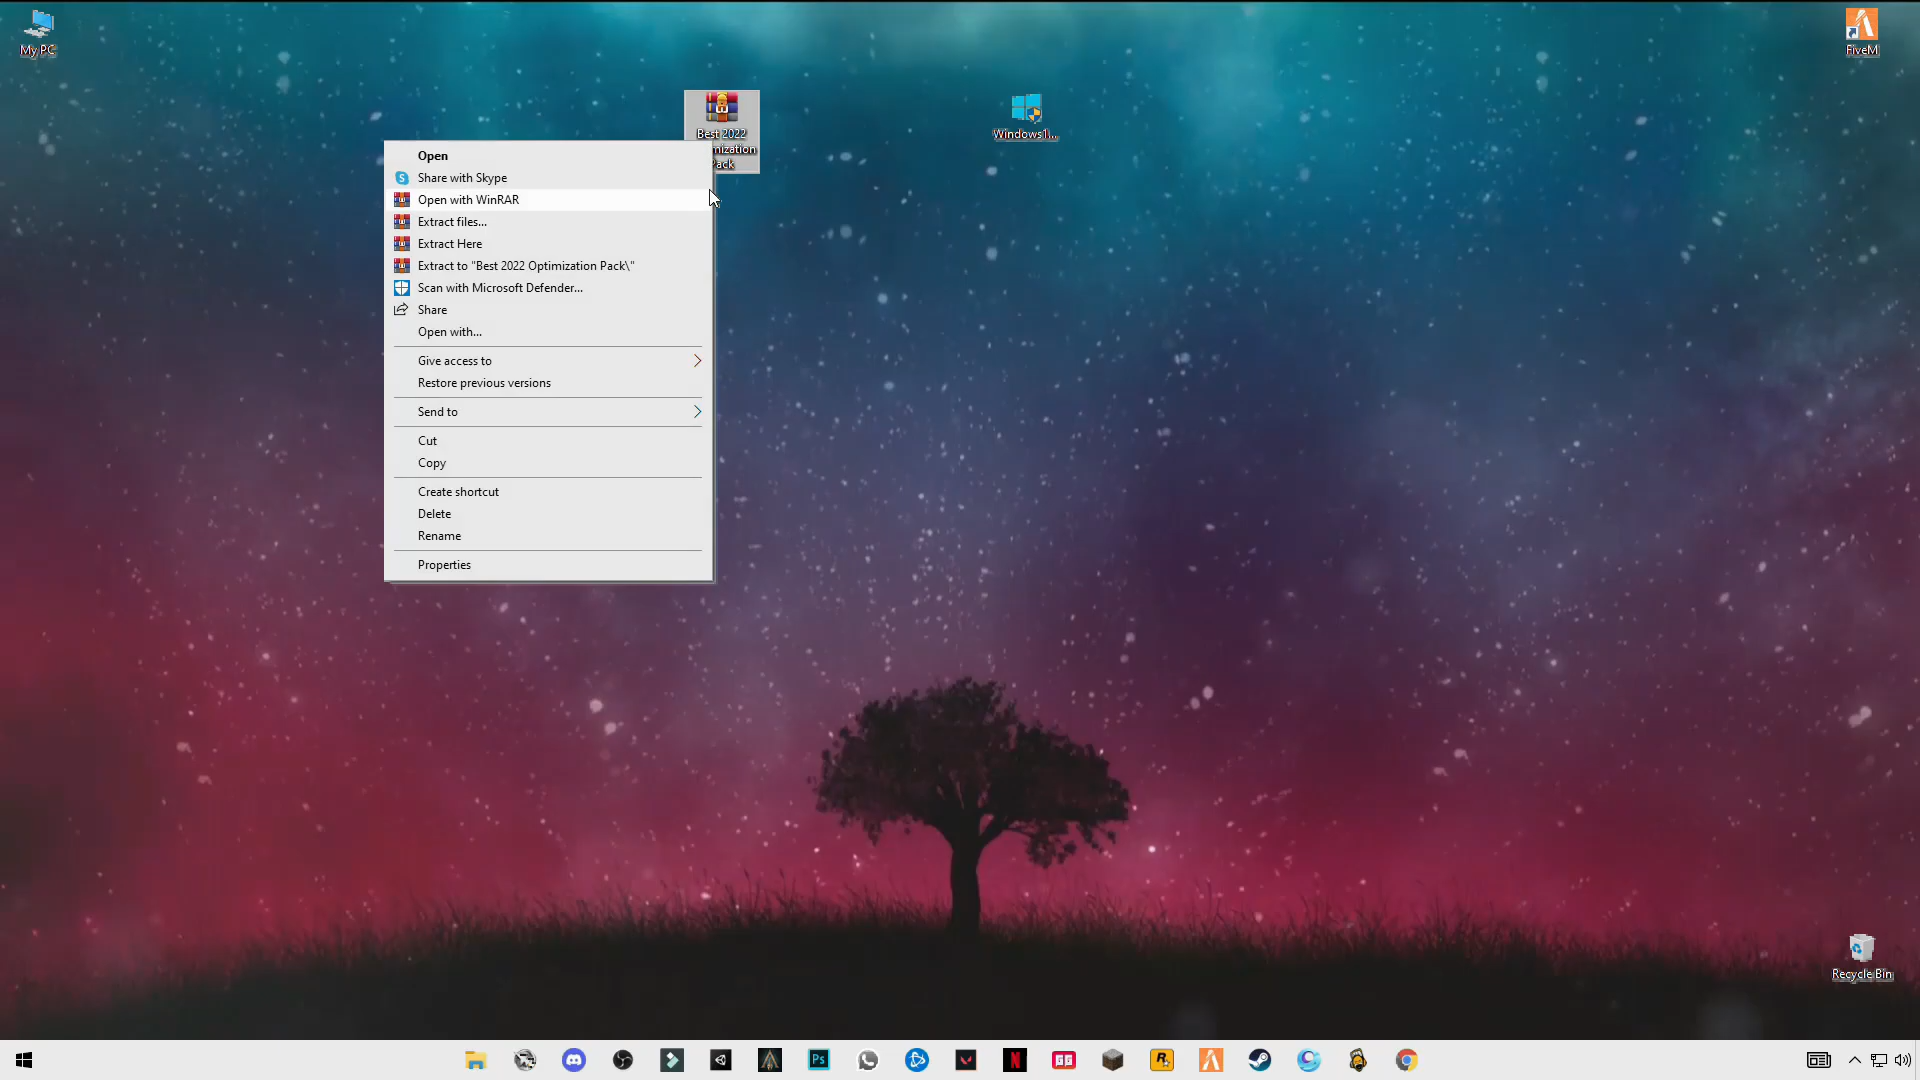 My PC
FiveM
Best 2022
mization
Pack
Windows1...
Open
Share with Skype
Open with WinRAR
Extract files...
Extract Here
Extract to "Best 2022 Optimization Pack\"
Scan with Microsoft Defender...
Share
Open with...
Give access to
Restore previous versions
Send to
Cut
Copy
Create shortcut
Delete
Rename
Properties
Recycle Bin